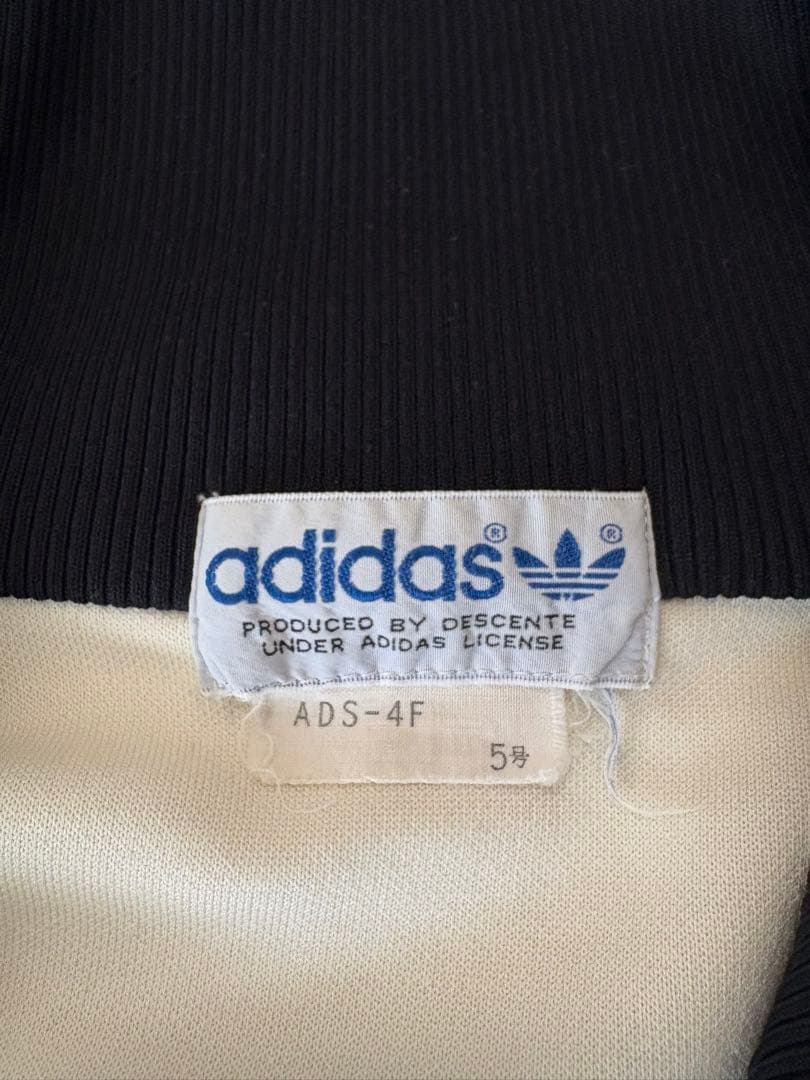 adidas®
®
PRODUCED BY DESCENTE
UNDER ADIDAS LICENSE
ADS-4F
5号